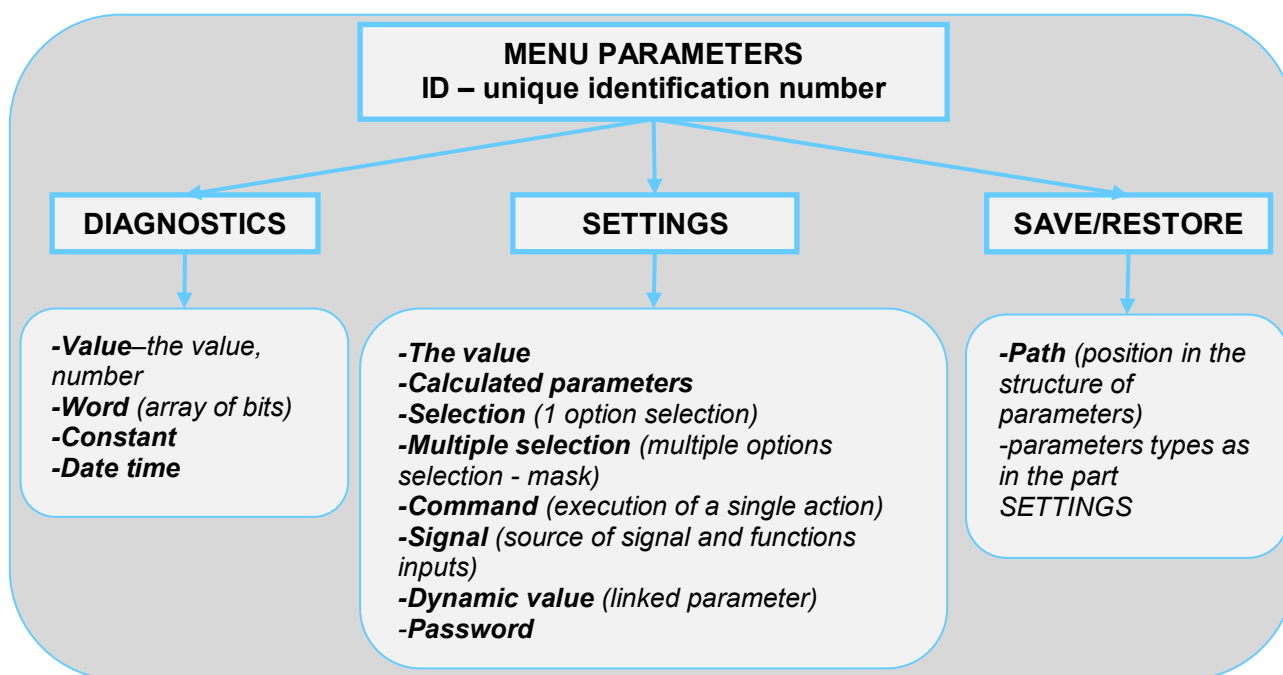 MENU PARAMETERS
ID – unique identification number
DIAGNOSTICS
SETTINGS
SAVE/RESTORE
-Value–the value,
number
-Word (array of bits)
-Constant
-Date time
-The value
-Calculated parameters
-Selection (1 option selection)
-Multiple selection (multiple options
selection - mask)
-Command (execution of a single action)
-Signal (source of signal and functions
inputs)
-Dynamic value (linked parameter)
-Password
-Path (position in the
structure of
parameters)
-parameters types as
in the part
SETTINGS